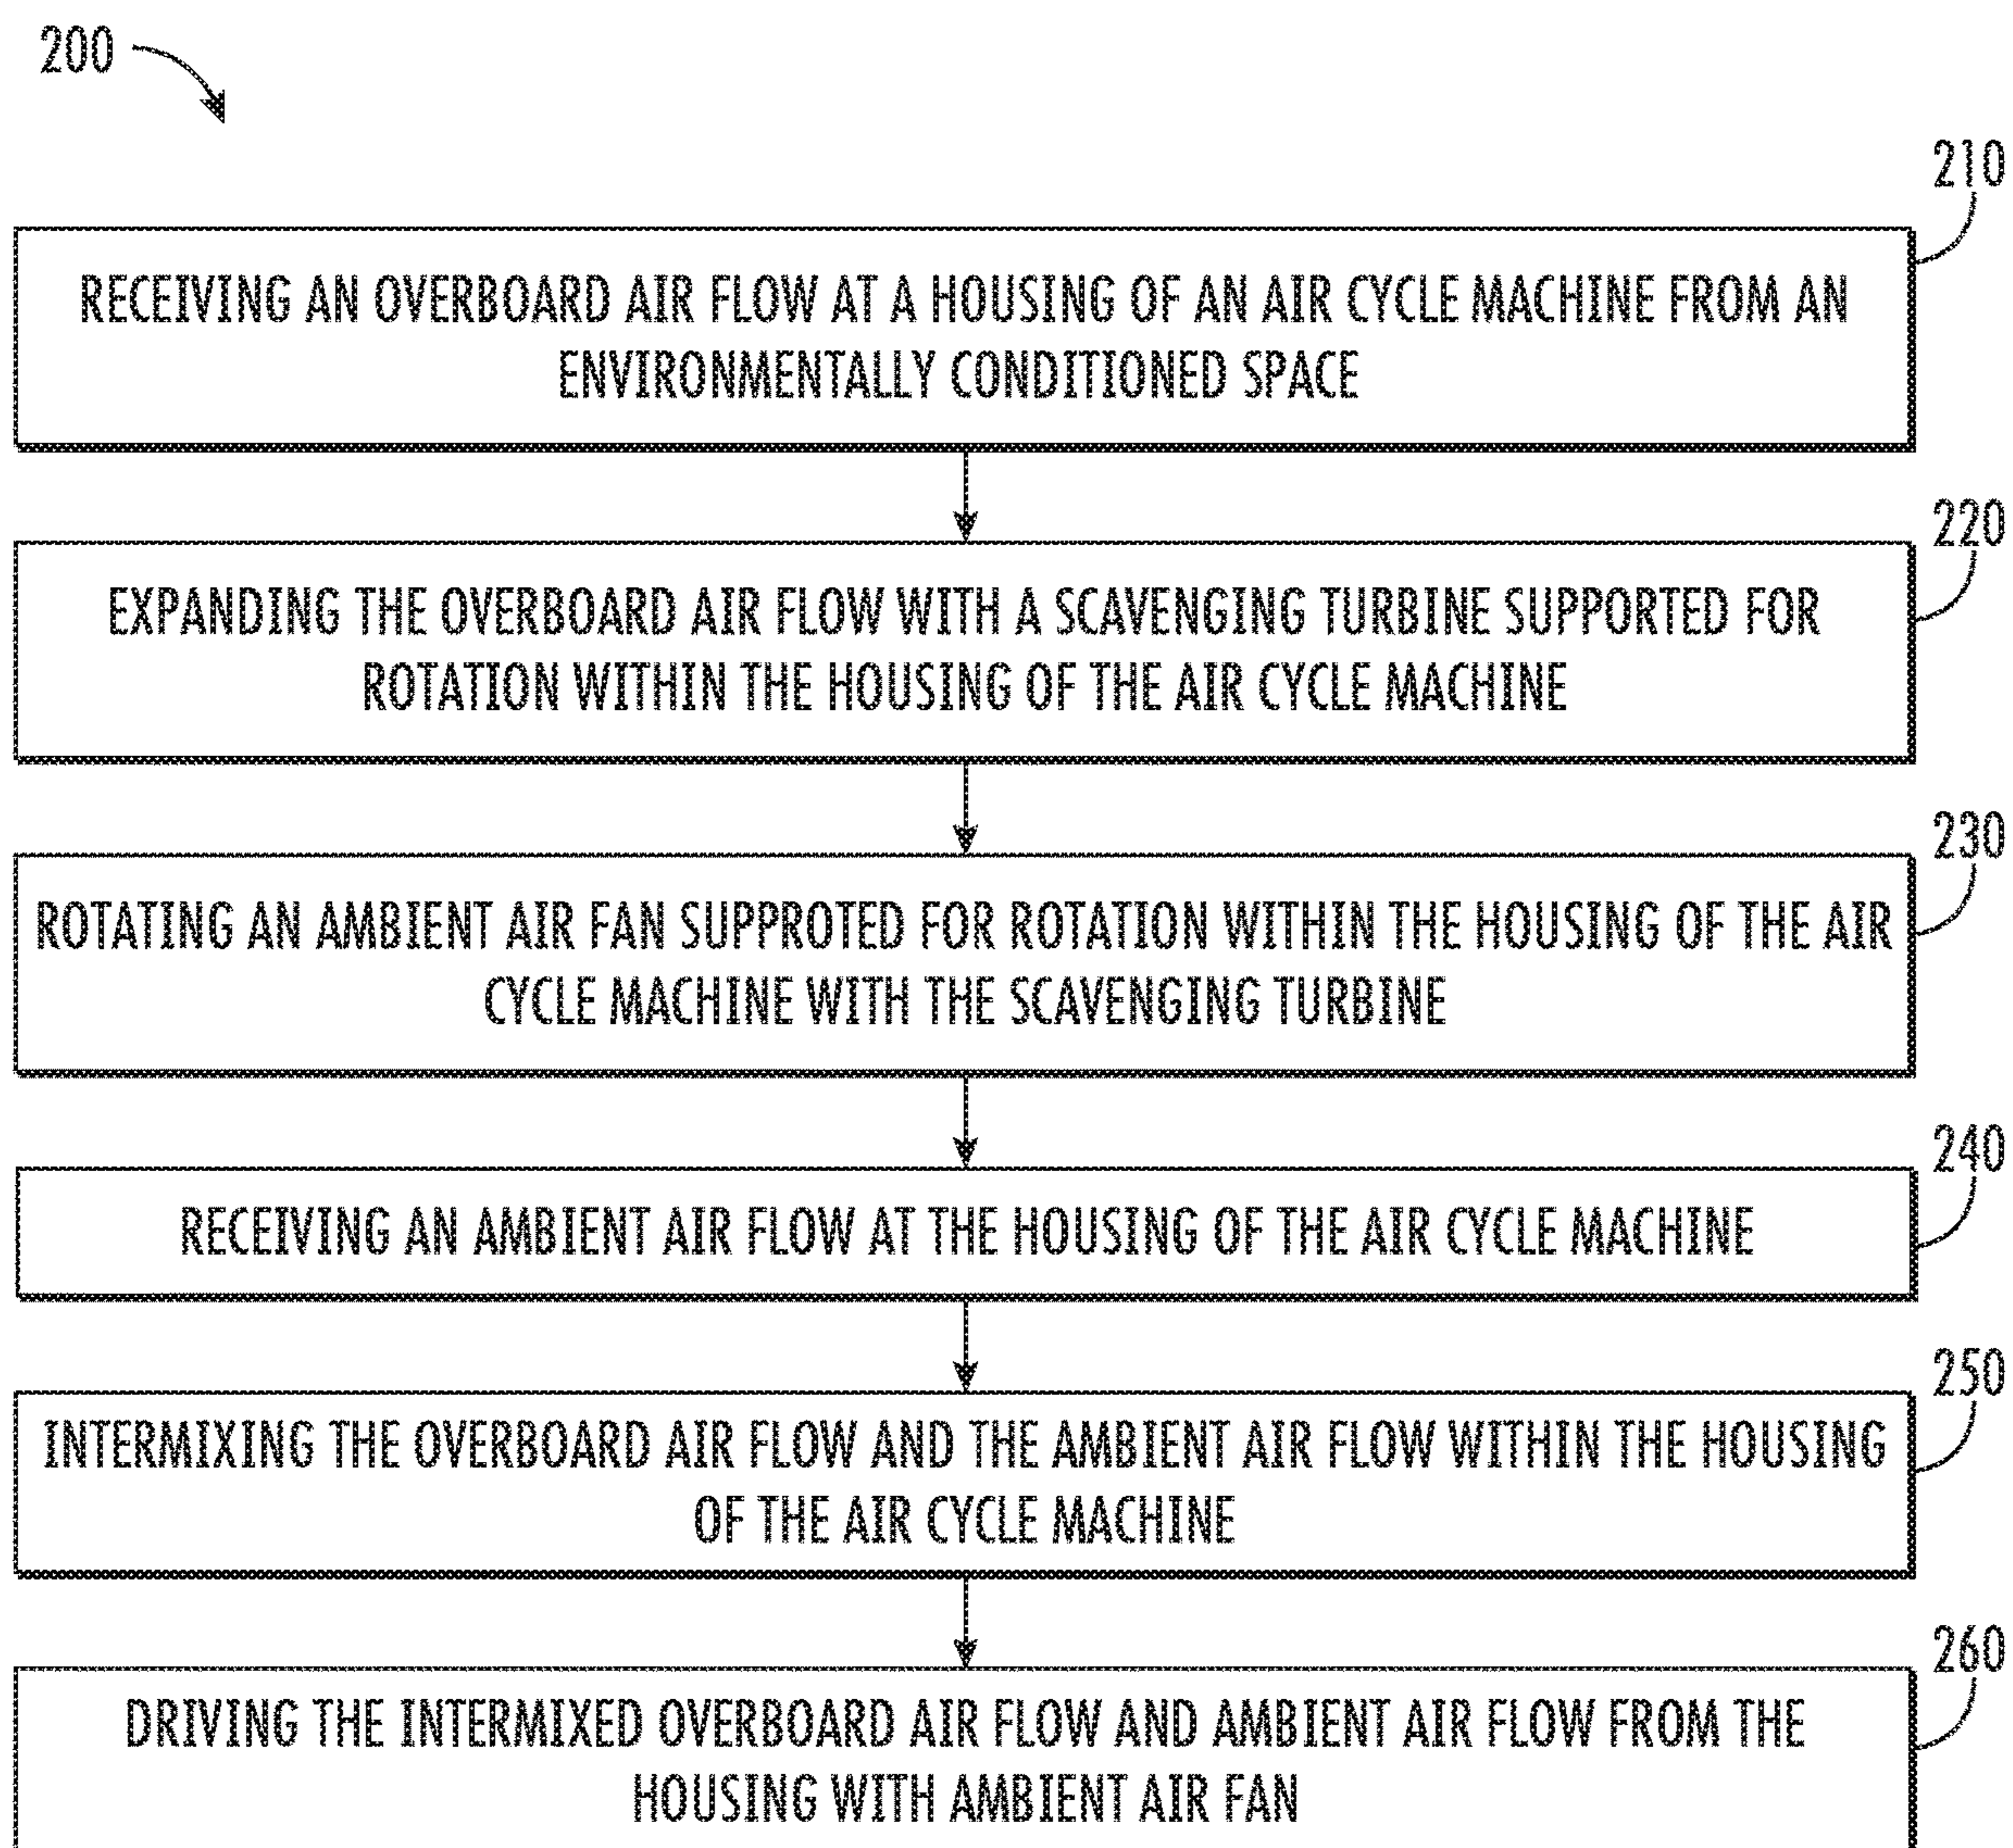 200
210
RECEIVING AN OVERBOARD AIR FLOW AT A HOUSING OF AN AIR CYCLE MACHINE FROM AN
ENVIRONMENTALLY CONDITIONED SPACE
220
EXPANDING THE OVERBOARD AIR FLOW WITH A SCAVENGING TURBINE SUPPORTED FOR
ROTATION WITHIN THE HOUSING OF THE AIR CYCLE MACHINE
230
ROTATING AN AMBIENT AIR FAN SUPPROTED FOR ROTATION WITHIN THE HOUSING OF THE AIR
CYCLE MACHINE WITH THE SCAVENGING TURBINE
240
RECEIVING AN AMBIENT AIR FLOW AT THE HOUSING OF THE AIR CYCLE MACHINE
250
INTERMIXING THE OVERBOARD AIR FLOW AND THE AMBIENT AIR FLOW WITHIN THE HOUSING
OF THE AIR CYCLE MACHINE
260
DRIVING THE INTERMIXED OVERBOARD AIR FLOW AND AMBIENT AIR FLOW FROM THE
HOUSING WITH AMBIENT AIR FAN